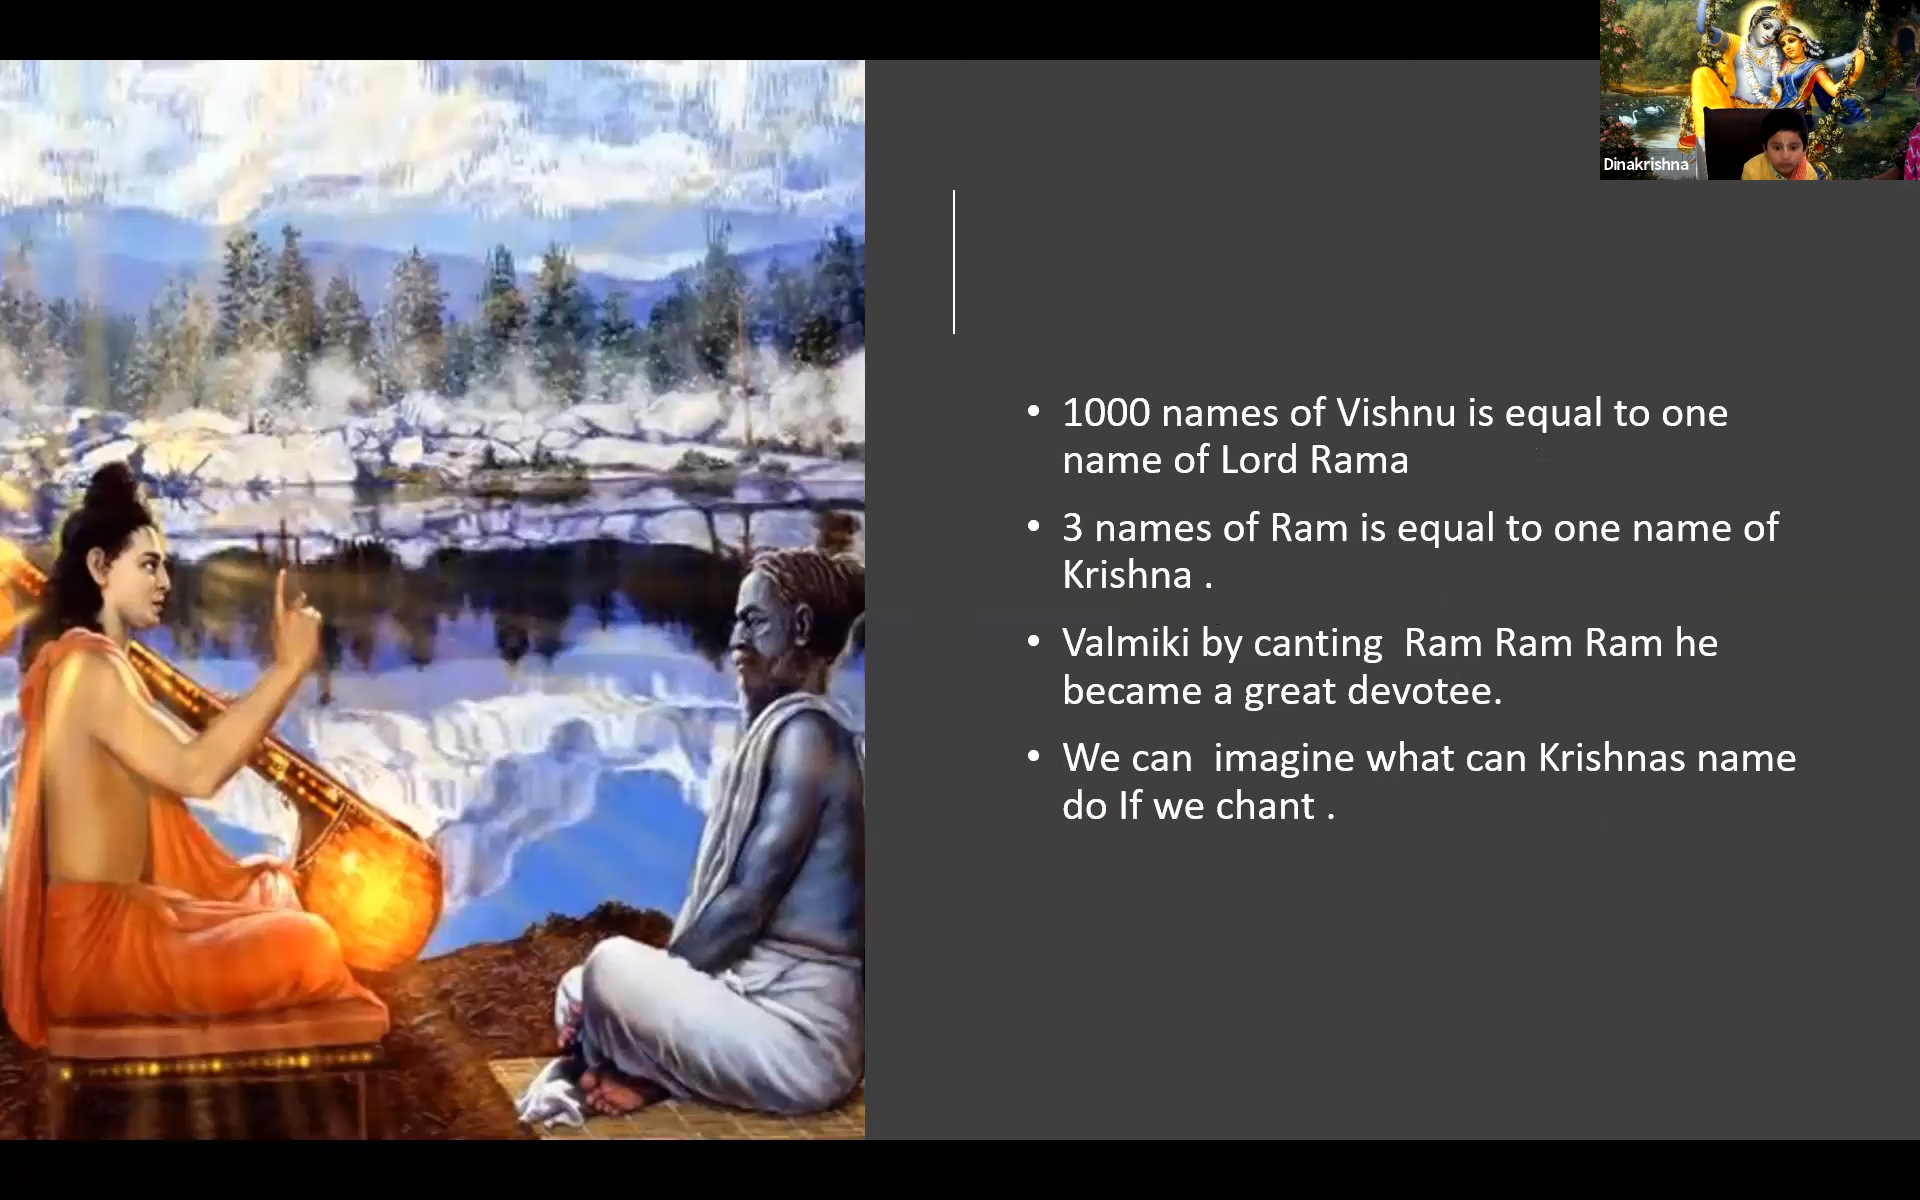 Dinakrishna
• 1000 names of Vishnu is equal to one
name of Lord Rama
• 3 names of Ram is equal to one name of
Krishna .
• Valmiki by canting  Ram Ram Ram he
became a great devotee.
• We can  imagine what can Krishnas name
do If we chant .